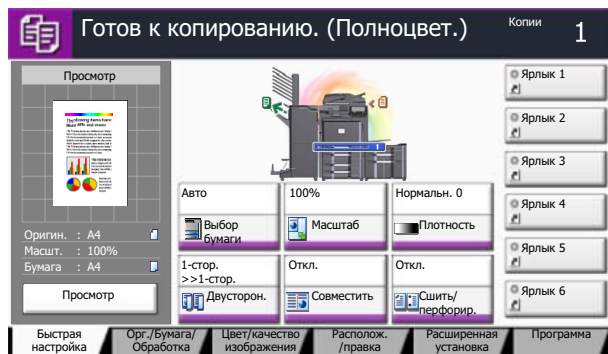 Готов к копированию. (Полноцвет.)
Копии
1
Просмотр
Оригин. : A4
Масшт. : 100%
Бумага : A4
Просмотр
1
Авто
Выбор
бумаги
100%
Масштаб
Нормальн. 0
Плотность
1-стор.
>>1-стор.
Двусторон.
Откл.
Совместить
Откл.
Сшить/
перфорир.
Ярлык 1
Ярлык 2
Ярлык 3
Ярлык 4
Ярлык 5
Ярлык 6
Быстрая
настройка
Орг./Бумага/
Обработка
Цвет/качество
изображения
Располож.
/правка
Расширенная
установка
Программа